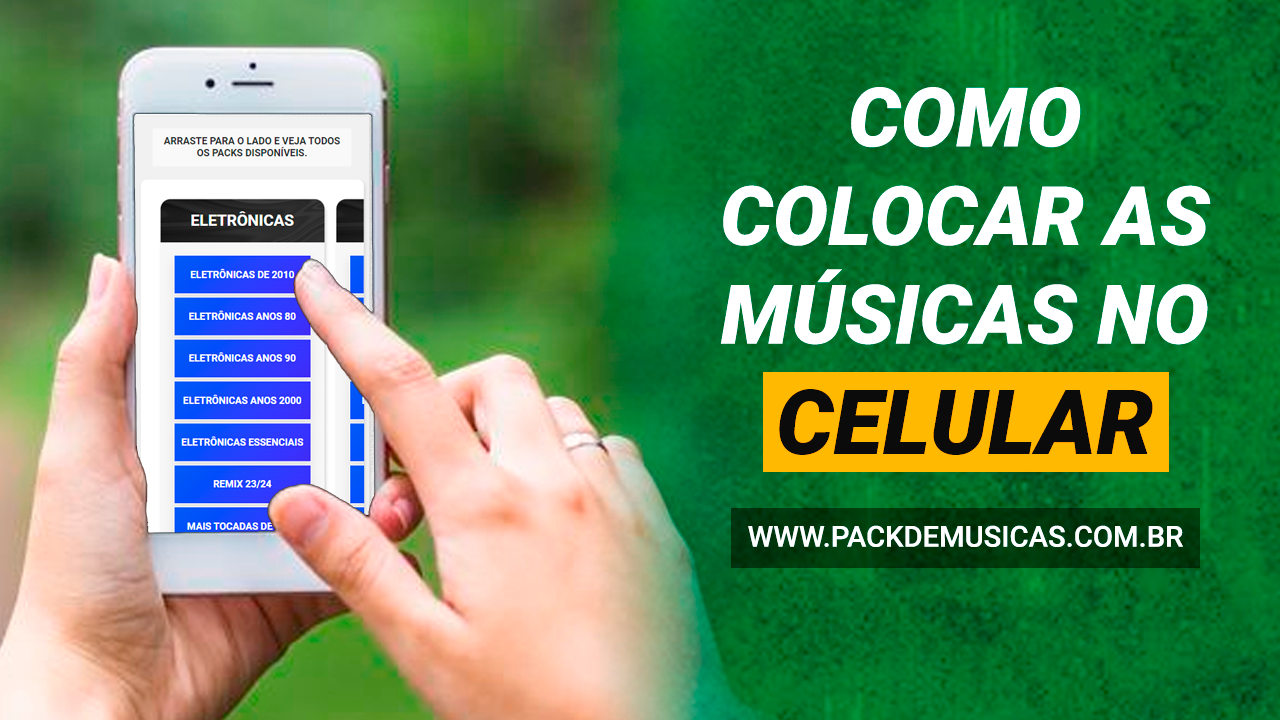 ARRASTE PARA O LADO E VEJA TODOS
OS PACKS DISPONÍVEIS.
ELETRÔNICAS
ELETRÔNICAS DE 2010
ELETRÔNICAS ANOS 80
ELETRÔNICAS ANOS 90
ELETRÔNICAS ANOS 2000
ELETRÔNICAS ESSENCIAIS
REMIX 23/24
MAIS TOCADAS DE
COMO
COLOCAR AS
MÚSICAS NO
CELULAR
WWW.PACKDEMUSICAS.COM.BR